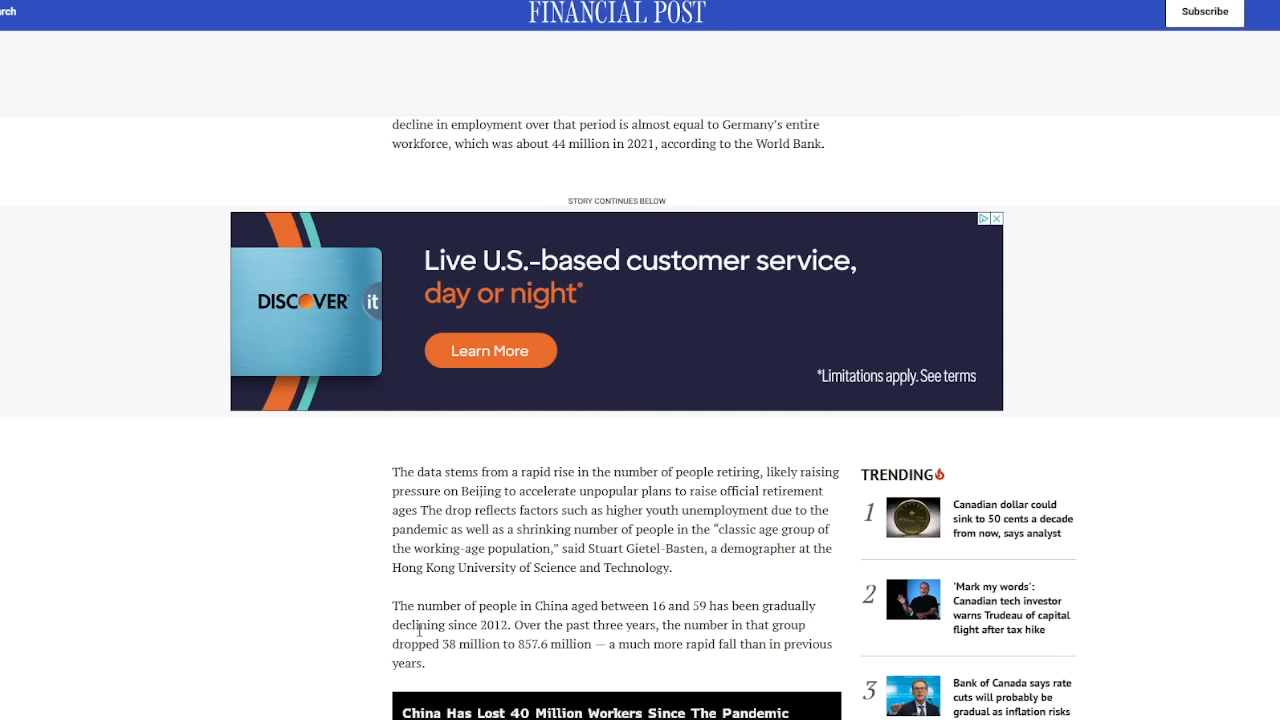 rch
FINANCIAL POST
Subscribe
decline in employment over that period is almost equal to Germany's entire
workforce, which was about 44 million in 2021, according to the World Bank.
STORY CONTINUES BELOW
Live U.S.-based customer service,
day or night*
DISCOVER it
Learn More
*Limitations apply. See terms
The data stems from a rapid rise in the number of people retiring, likely raising
pressure on Beijing to accelerate unpopular plans to raise official retirement
ages The drop reflects factors such as higher youth unemployment due to the
pandemic as well as a shrinking number of people in the “classic age group of
the working-age population,” said Stuart Gietel-Basten, a demographer at the
Hong Kong University of Science and Technology.
The number of people in China aged between 16 and 59 has been gradually
declining since 2012. Over the past three years, the number in that group
dropped 38 million to 857.6 million — a much more rapid fall than in previous
years.
China Has Lost 40 Million Workers Since The Pandemic
TRENDING
1
Canadian dollar could
sink to 50 cents a decade
from now, says analyst
2
'Mark my words':
Canadian tech investor
warns Trudeau of capital
flight after tax hike
3
Bank of Canada says rate
cuts will probably be
gradual as inflation risks